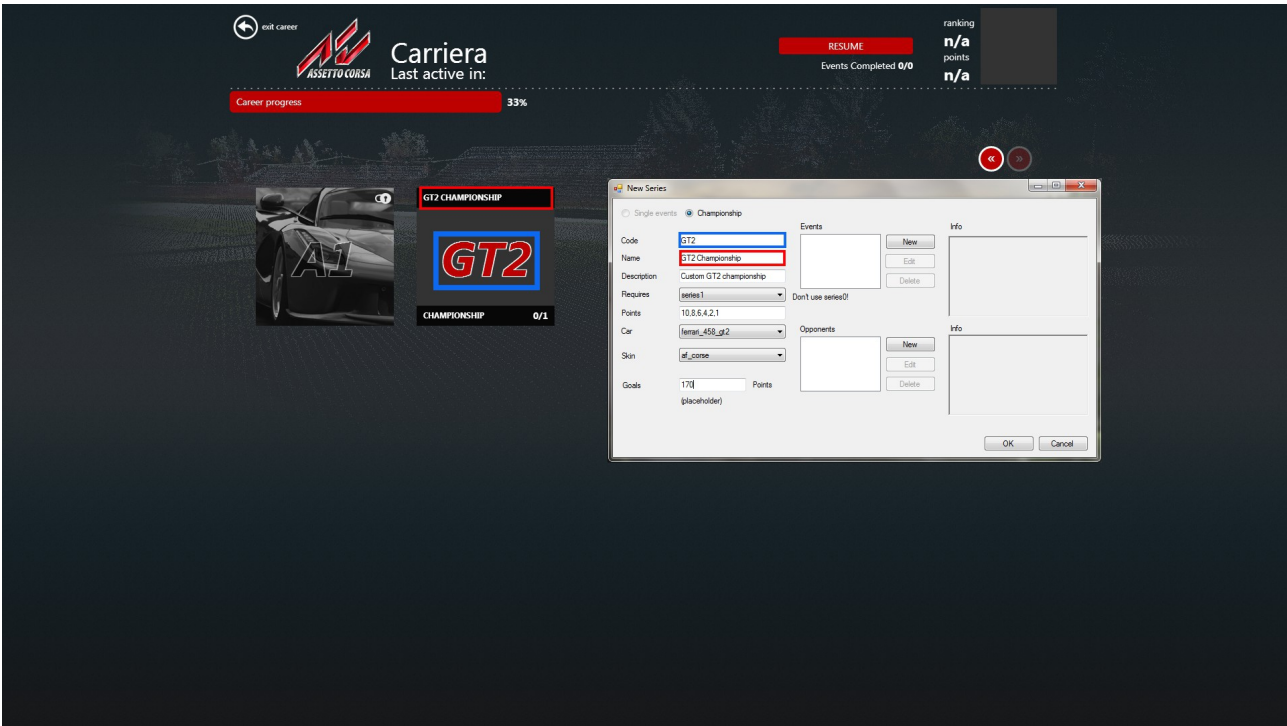 exit career
ASSETTO CORSA
Carriera
Last active in:
RESUME
Events Completed 0/0
ranking
n/a
points
n/a
Career progress
33%
« »
A1
GT2 CHAMPIONSHIP
GT2
CHAMPIONSHIP 0/1
New Series
Single events Championship
Code GT2
Name GT2 Championship
Description Custom GT2 championship
Requires series1
Points 10,8,6,4,2,1
Car ferrari_458_gt2
Skin af_corse
Goals 170 Points
(placeholder)
Events
New
Edit
Delete
Don't use series0!
Opponents
New
Edit
Delete
Info
Info
OK Cancel